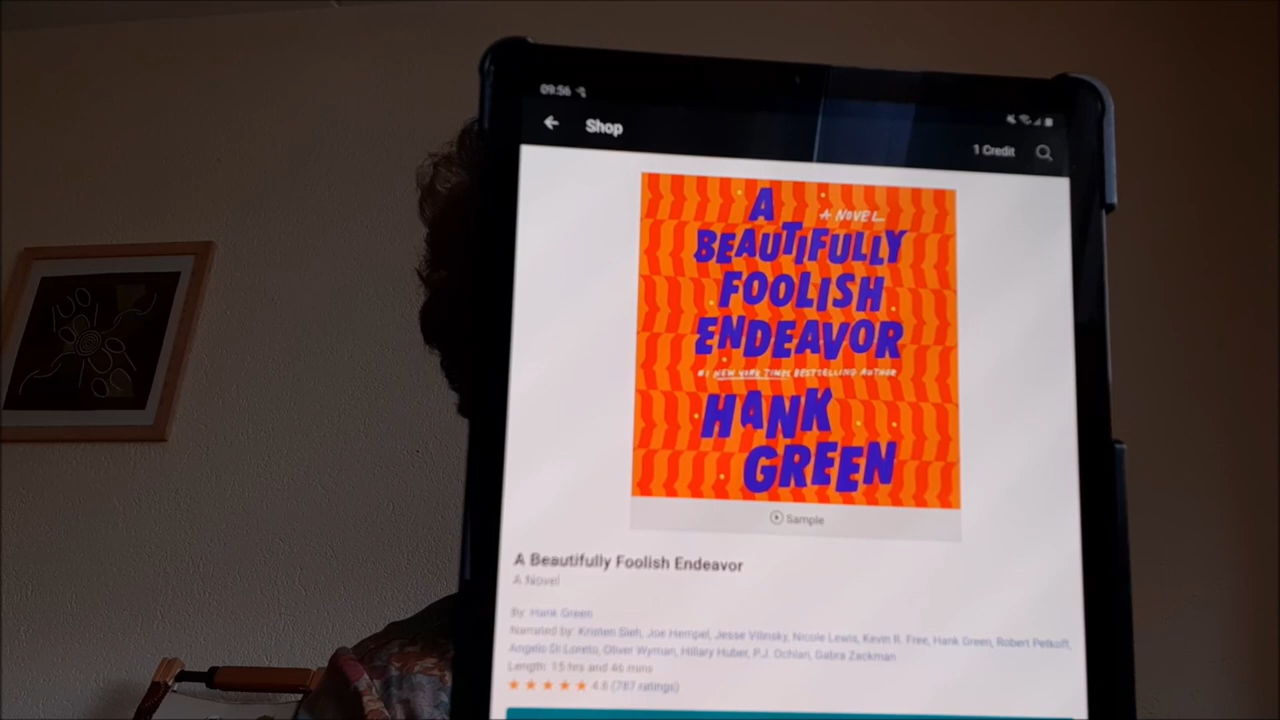 09:56
Shop
1 Credit
A
A NOVEL
BEAUTIFULLY
FOOLISH
ENDEAVOR
#1 NEW YORK TIMES BESTSELLING AUTHOR
HANK
GREEN
Sample
A Beautifully Foolish Endeavor
A Novel
By: Hank Green
Narrated by: Kristen Sieh, Joe Hempel, Jesse Vilinsky, Nicole Lewis, Kevin R. Free, Hank Green, Robert Petkoff,
Angelo Di Loreto, Oliver Wyman, Hillary Huber, P.J. Ochlan, Gabra Zackman
Length: 15 hrs and 46 mins
4.8 (787 ratings)